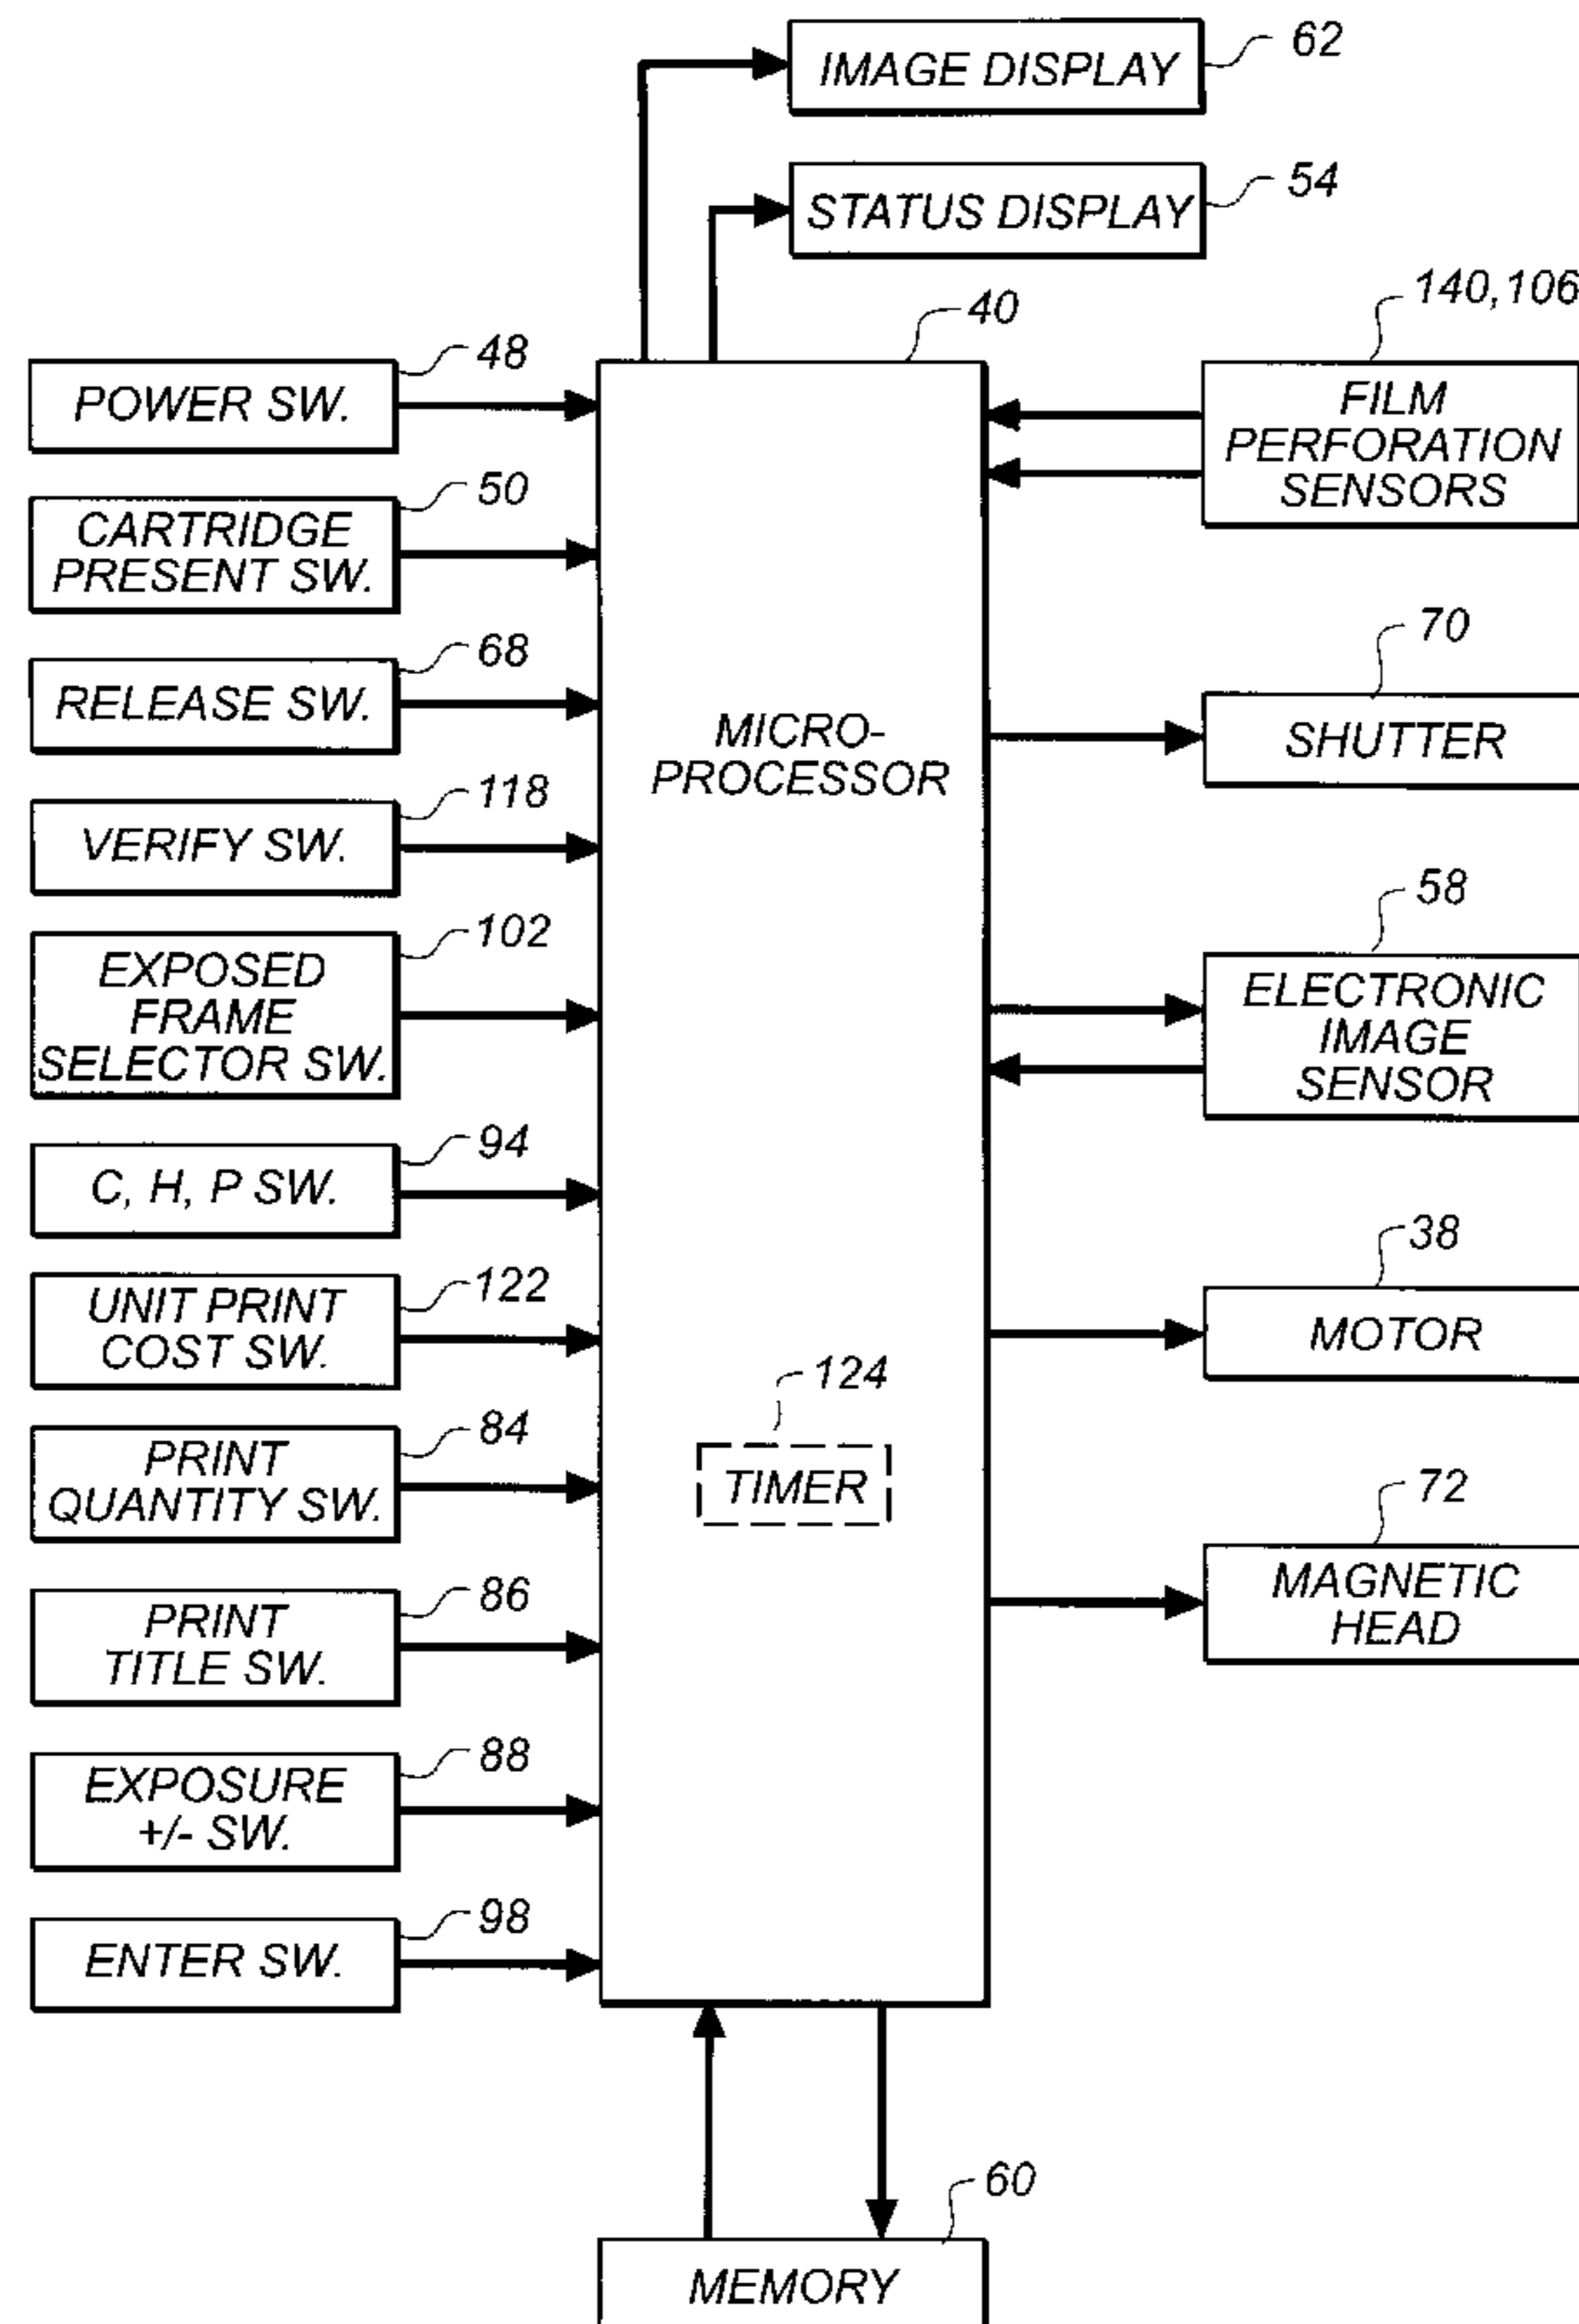 IMAGE DISPLAY
62
STATUS DISPLAY
54
40
140, 106
48
POWER SW.
FILM
PERFORATION
SENSORS
50
CARTRIDGE
PRESENT SW.
68
RELEASE SW.
70
SHUTTER
MICRO-
PROCESSOR
118
VERIFY SW.
58
ELECTRONIC
IMAGE
SENSOR
102
EXPOSED
FRAME
SELECTOR SW.
94
C, H, P SW.
38
MOTOR
122
UNIT PRINT
COST SW.
124
TIMER
84
PRINT
QUANTITY SW.
72
MAGNETIC
HEAD
86
PRINT
TITLE SW.
88
EXPOSURE
+/- SW.
98
ENTER SW.
60
MEMORY